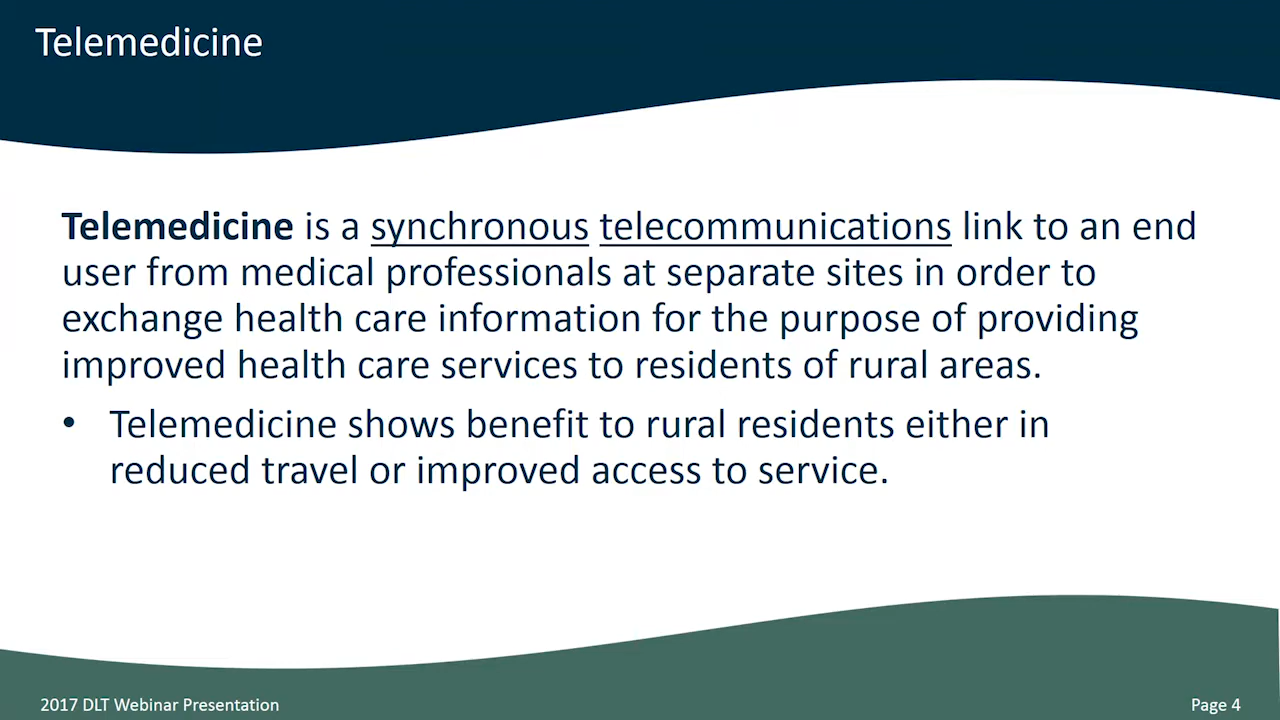 Telemedicine
Telemedicine is a synchronous telecommunications link to an end
user from medical professionals at separate sites in order to
exchange health care information for the purpose of providing
improved health care services to residents of rural areas.
• Telemedicine shows benefit to rural residents either in
reduced travel or improved access to service.
2017 DLT Webinar Presentation
Page 4